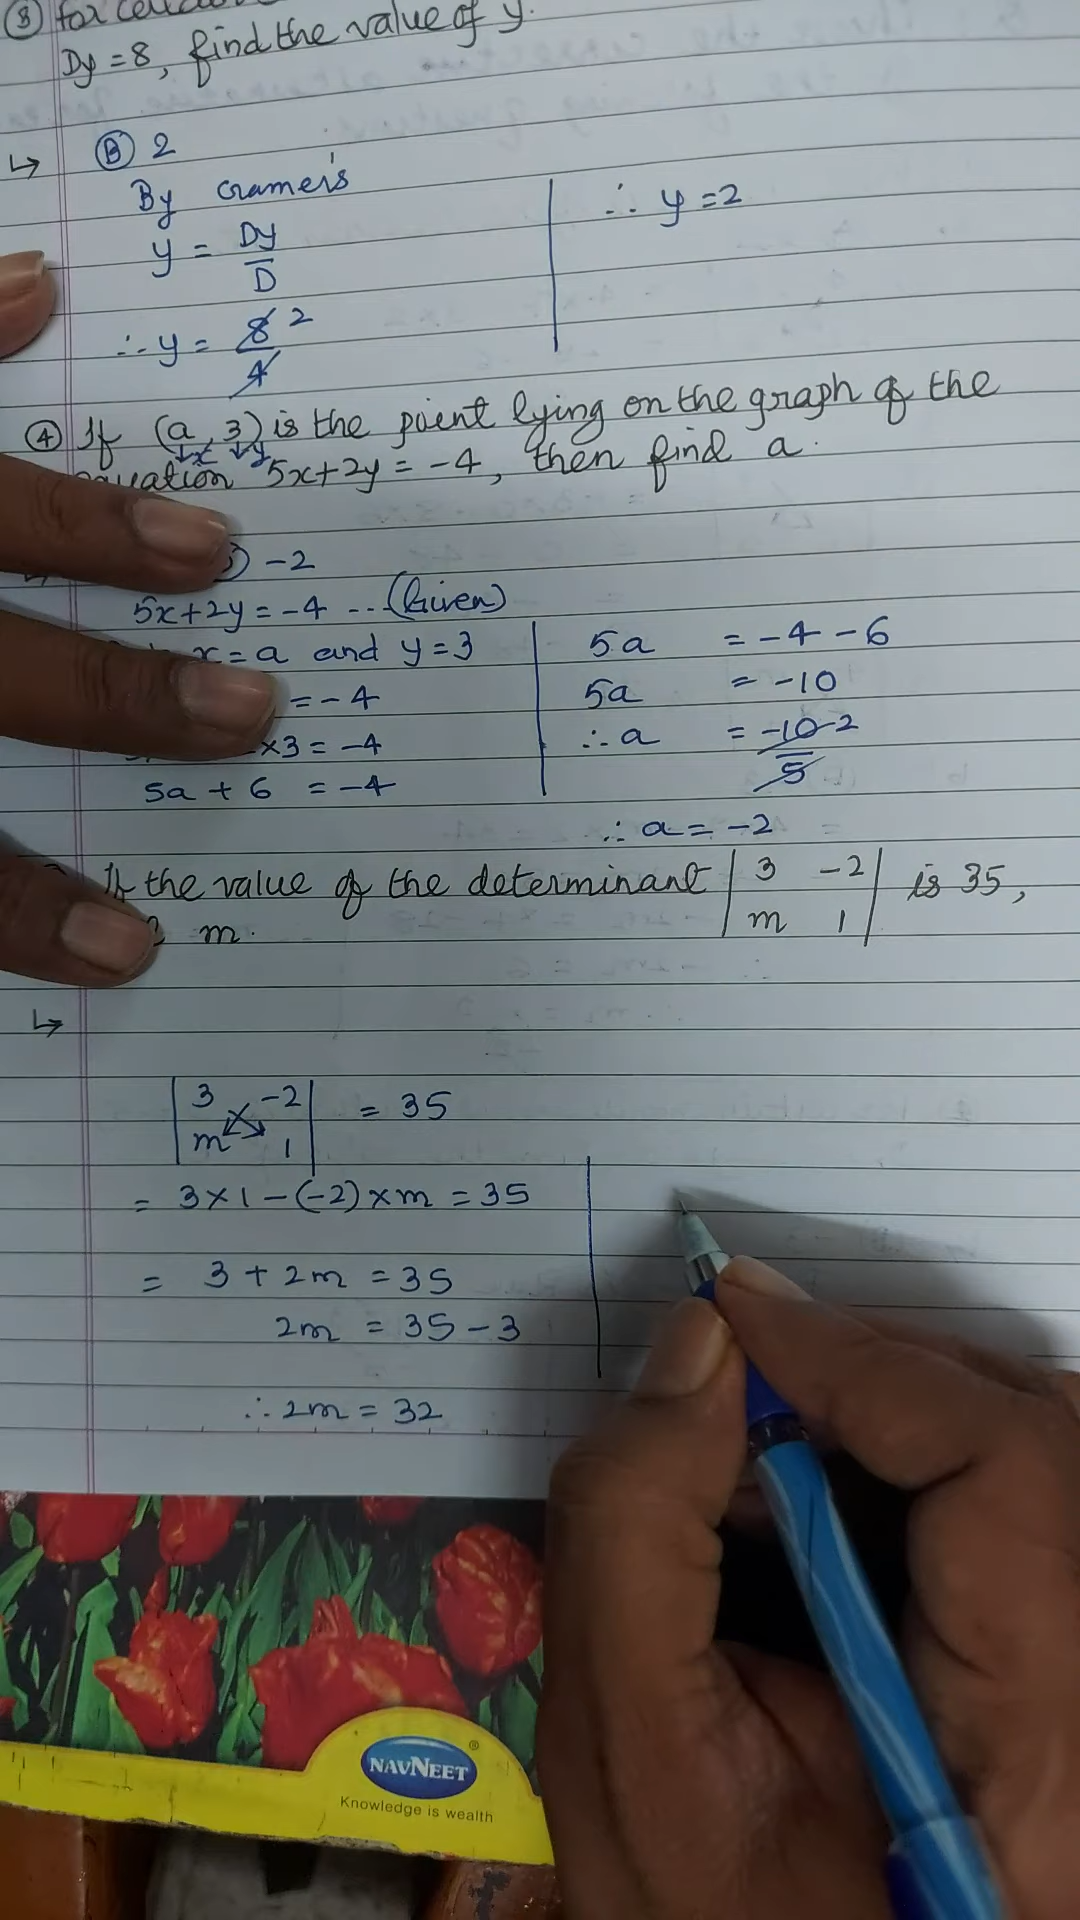 ③ for
Dy = 8, find the value of y.
Ⓑ 2
By Cramer's
y = Dy/D
∴ y = 8/4 2
∴ y = 2
④ If (a, 3) is the point lying on the graph of the
↓x ↓y
equation 5x+2y = -4, then find a.
-2
5x+2y = -4 ...(Given)
x = a and y = 3
= -4
×3 = -4
5a + 6 = -4
5a = -4 - 6
5a = -10
∴ a = -10/5 -2
∴ a = -2
If the value of the determinant | 3 -2 | is 35,
| m 1 |
m.
| 3 -2 | = 35
| m 1 |
= 3×1-(-2)×m = 35
= 3 + 2m = 35
2m = 35 - 3
∴ 2m = 32
NAVNEET ®
Knowledge is wealth